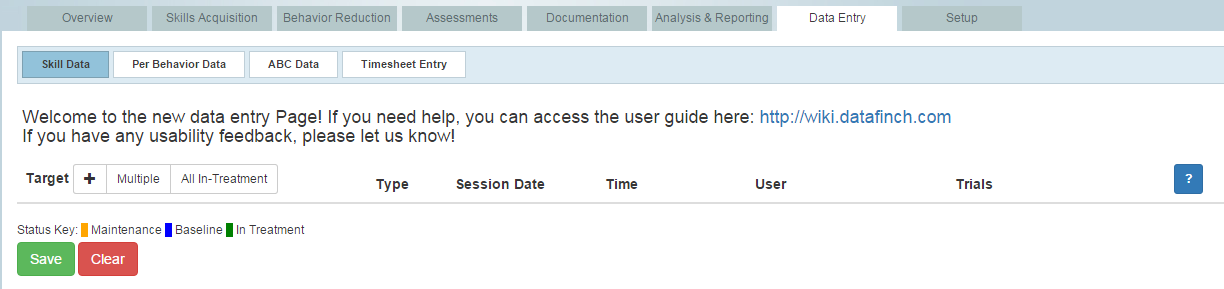 Overview Skills Acquisition Behavior Reduction Assessments Documentation Analysis & Reporting Data Entry Setup
Skill Data Per Behavior Data ABC Data Timesheet Entry
Welcome to the new data entry Page! If you need help, you can access the user guide here: http://wiki.datafinch.com
If you have any usability feedback, please let us know!
Target + Multiple All In-Treatment Type Session Date Time User Trials ?
Status Key: Maintenance Baseline In Treatment
Save Clear